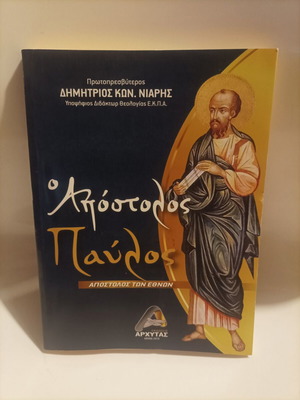 Πρωτοπρεσβύτερος
ΔΗΜΗΤΡΙΟΣ ΚΩΝ. ΝΙΑΡΗΣ
Υποψήφιος Διδάκτωρ Θεολογίας Ε.Κ.Π.Α.
Ο Απόστολος
Παύλος
ΑΠΟΣΤΟΛΟΣ ΤΩΝ ΕΘΝΩΝ
ΑΡΧΥΤΑΣ